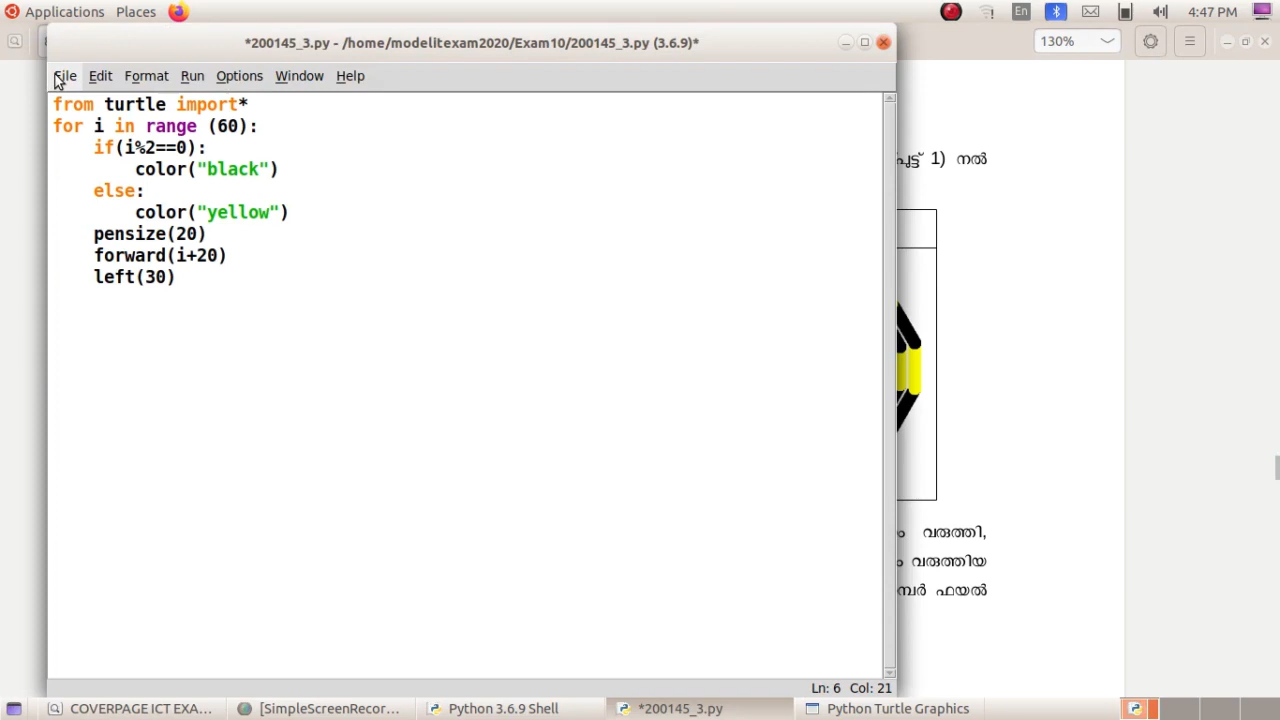 Applications Places En 4:47 PM
130%
*200145_3.py - /home/modelitexam2020/Exam10/200145_3.py (3.6.9)*
File Edit Format Run Options Window Help
from turtle import*
for i in range (60):
if(i%2==0):
color("black")
else:
color("yellow")
pensize(20)
forward(i+20)
left(30)
പുട്ട് 1) നൽ
വരുത്തി,
വരുത്തിയ
മ്പർ ഫയൽ
Ln: 6 Col: 21
COVERPAGE ICT EXA... [SimpleScreenRecor... Python 3.6.9 Shell *200145_3.py Python Turtle Graphics